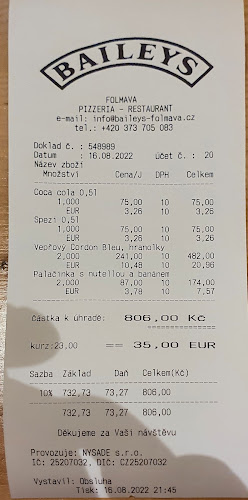 BAILEYS
FOLMAVA
PIZZERIA - RESTAURANT
e-mail: info@baileys-folmava.cz
tel.: +420 373 705 083
Doklad č. : 548989
Datum : 16.08.2022 účet č. : 20
Název zboží
Množství Cena/J DPH Celkem
Coca cola 0,5l
1,000 75,00 10 75,00
EUR 3,26 10 3,26
Spezi 0,5l
1,000 75,00 10 75,00
EUR 3,26 10 3,26
Vepřový Cordon Bleu, hranolky
2,000 241,00 10 482,00
EUR 10,48 10 20,96
Palačinka s nutellou a banánem
2,000 87,00 10 174,00
EUR 3,78 10 7,57
Částka k úhradě: 806,00 Kč
kurz:23,00 == 35,00 EUR
Sazba Základ Daň Celkem(Kč)
10% 732,73 73,27 806,00
732,73 73,27 806,00
Děkujeme za Vaši návštěvu
Provozuje: NYSADE s.r.o.
IČ: 25207032, DIČ: CZ25207032
Vystavil: Obsluha
Tisk: 16.08.2022 21:45